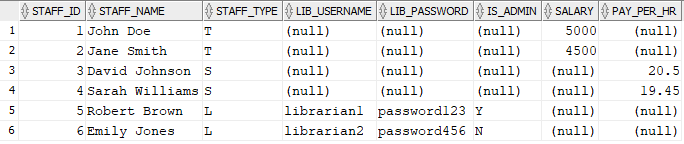 STAFF_ID STAFF_NAME STAFF_TYPE LIB_USERNAME LIB_PASSWORD IS_ADMIN SALARY PAY_PER_HR
1 1 John Doe T (null) (null) (null) 5000 (null)
2 2 Jane Smith T (null) (null) (null) 4500 (null)
3 3 David Johnson S (null) (null) (null) (null) 20.5
4 4 Sarah Williams S (null) (null) (null) (null) 19.45
5 5 Robert Brown L librarian1 password123 Y (null) (null)
6 6 Emily Jones L librarian2 password456 N (null) (null)